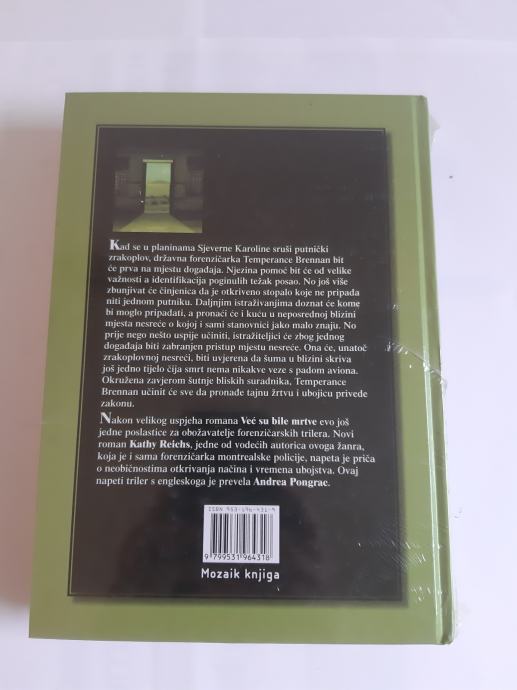 Kad se u planinama Sjeverne Karoline sruši putnički
zrakoplov, državna forenzičarka Temperance Brennan bit
će prva na mjestu događaja. Njezina pomoć bit će od velike
važnosti a identifikacija poginulih težak posao. No još više
zbunjivat će činjenica da je otkriveno stopalo koje ne pripada
niti jednom putniku. Daljnjim istraživanjima doznat će kome
bi moglo pripadati, a pronaći će i kuću u neposrednoj blizini
mjesta nesreće o kojoj i sami stanovnici jako malo znaju. No
prije nego nešto uspije učiniti, istražiteljici će zbog jednog
događaja biti zabranjen pristup mjestu nesreće. Ona će, unatoč
zrakoplovnoj nesreći, biti uvjerena da šuma u blizini skriva
još jedno tijelo čija smrt nema nikakve veze s padom aviona.
Okružena zavjerom šutnje bliskih suradnika, Temperance
Brennan učinit će sve da pronađe tajnu žrtvu i ubojicu privede
zakonu.
Nakon velikog uspjeha romana Već su bile mrtve evo još
jedne poslastice za obožavatelje forenzičarskih trilera. Novi
roman Kathy Reichs, jedne od vodećih autorica ovoga žanra,
koja je i sama forenzičarka montrealske policije, napeta je priča
o neobičnostima otkrivanja načina i vremena ubojstva. Ovaj
napeti triler s engleskoga je prevela Andrea Pongrac.
ISBN 953-196-431-9
9 799531 964318
Mozaik knjiga